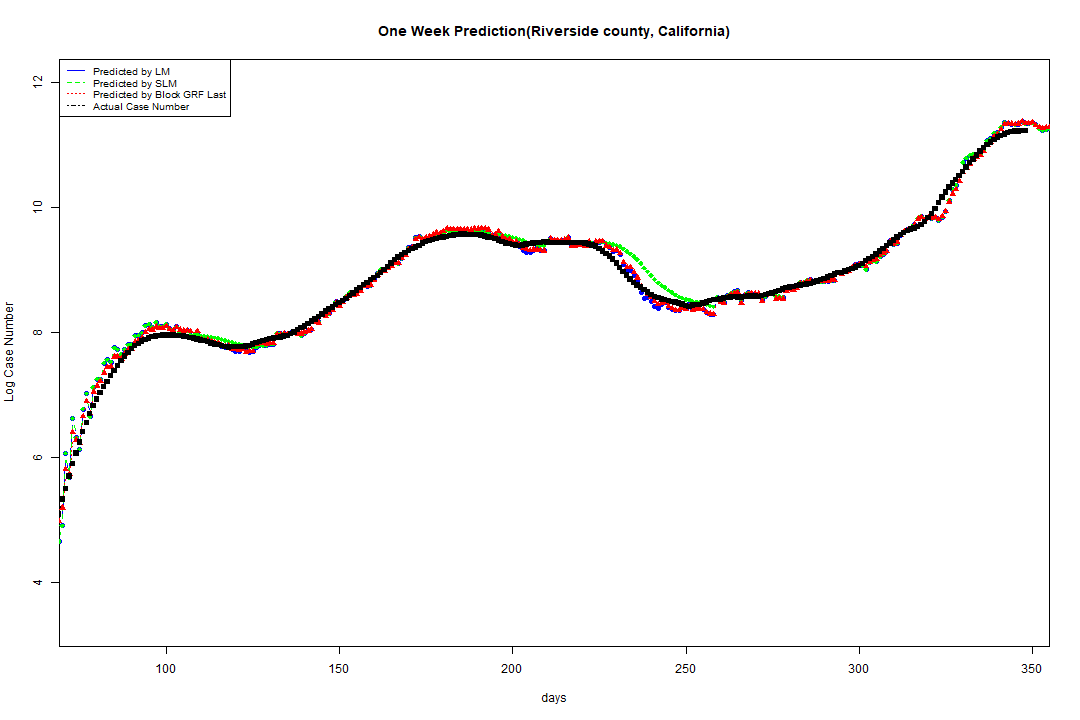 One Week Prediction(Riverside county, California)
Predicted by LM
Predicted by SLM
Predicted by Block GRF Last
Actual Case Number
12
10
8
6
4
Log Case Number
100 150 200 250 300 350
days